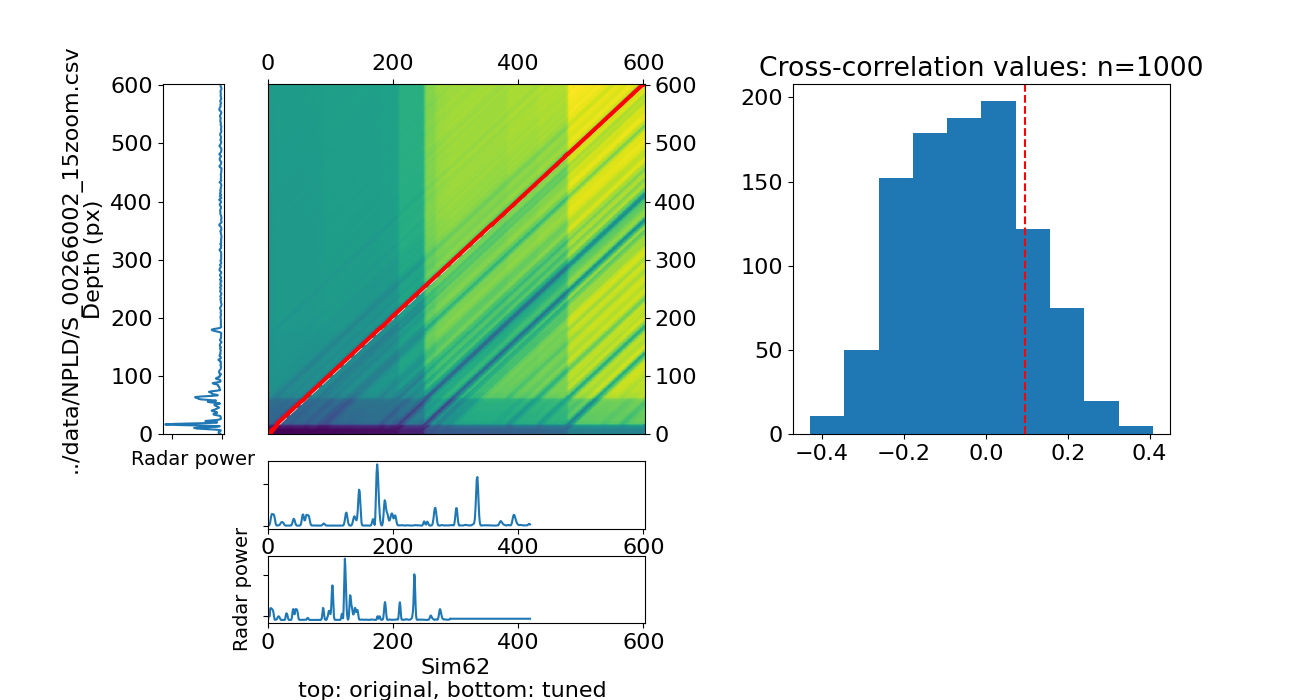 ../data/NPLD/S_00266002_15zoom.csv
Depth (px)
600
500
400
300
200
100
0
Radar power
0 200 400 600
600
500
400
300
200
100
0
0 200 400 600
Radar power
0 200 400 600
Sim62
top: original, bottom: tuned
Cross-correlation values: n=1000
200
150
100
50
0
−0.4 −0.2 0.0 0.2 0.4